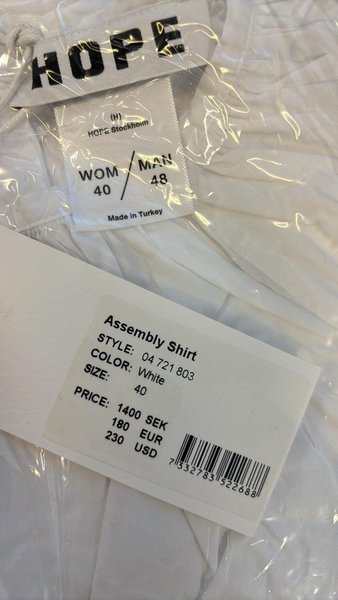 HOPE
(H)
HOPE Stockholm
WOM / MAN
40 48
Made in Turkey
Assembly Shirt
STYLE: 04 721 803
COLOR: White
SIZE: 40
PRICE: 1400 SEK
180 EUR
230 USD
7 332783 522688